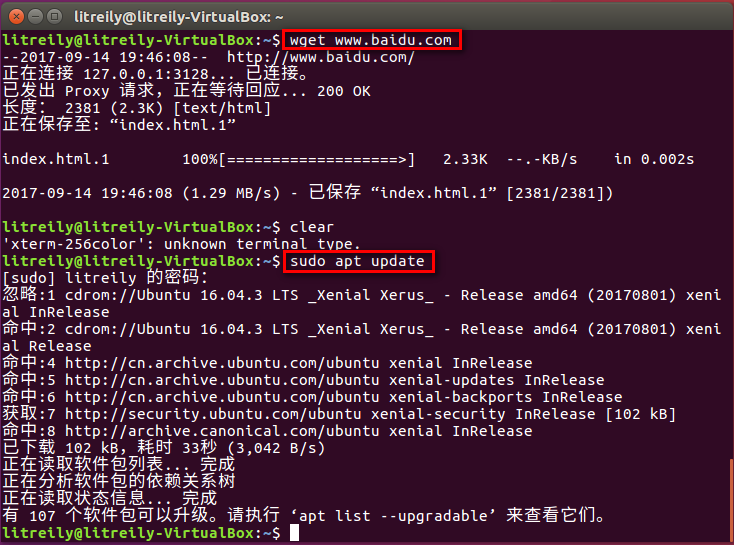 litreily@litreily-VirtualBox: ~
litreily@litreily-VirtualBox:~$ wget www.baidu.com
--2017-09-14 19:46:08--  http://www.baidu.com/
正在连接 127.0.0.1:3128... 已连接。
已发出 Proxy 请求，正在等待回应... 200 OK
长度： 2381 (2.3K) [text/html]
正在保存至: “index.html.1”
index.html.1        100%[===================>]   2.33K  --.-KB/s    in 0.002s
2017-09-14 19:46:08 (1.29 MB/s) - 已保存 “index.html.1” [2381/2381])
litreily@litreily-VirtualBox:~$ clear
'xterm-256color': unknown terminal type.
litreily@litreily-VirtualBox:~$ sudo apt update
[sudo] litreily 的密码：
忽略:1 cdrom://Ubuntu 16.04.3 LTS _Xenial Xerus_ - Release amd64 (20170801) xeni
al InRelease
命中:2 cdrom://Ubuntu 16.04.3 LTS _Xenial Xerus_ - Release amd64 (20170801) xeni
al Release
命中:4 http://cn.archive.ubuntu.com/ubuntu xenial InRelease
命中:5 http://cn.archive.ubuntu.com/ubuntu xenial-updates InRelease
命中:6 http://cn.archive.ubuntu.com/ubuntu xenial-backports InRelease
获取:7 http://security.ubuntu.com/ubuntu xenial-security InRelease [102 kB]
命中:8 http://archive.canonical.com/ubuntu xenial InRelease
已下载 102 kB，耗时 33秒 (3,042 B/s)
正在读取软件包列表... 完成
正在分析软件包的依赖关系树
正在读取状态信息... 完成
有 107 个软件包可以升级。请执行 ‘apt list --upgradable’ 来查看它们。
litreily@litreily-VirtualBox:~$